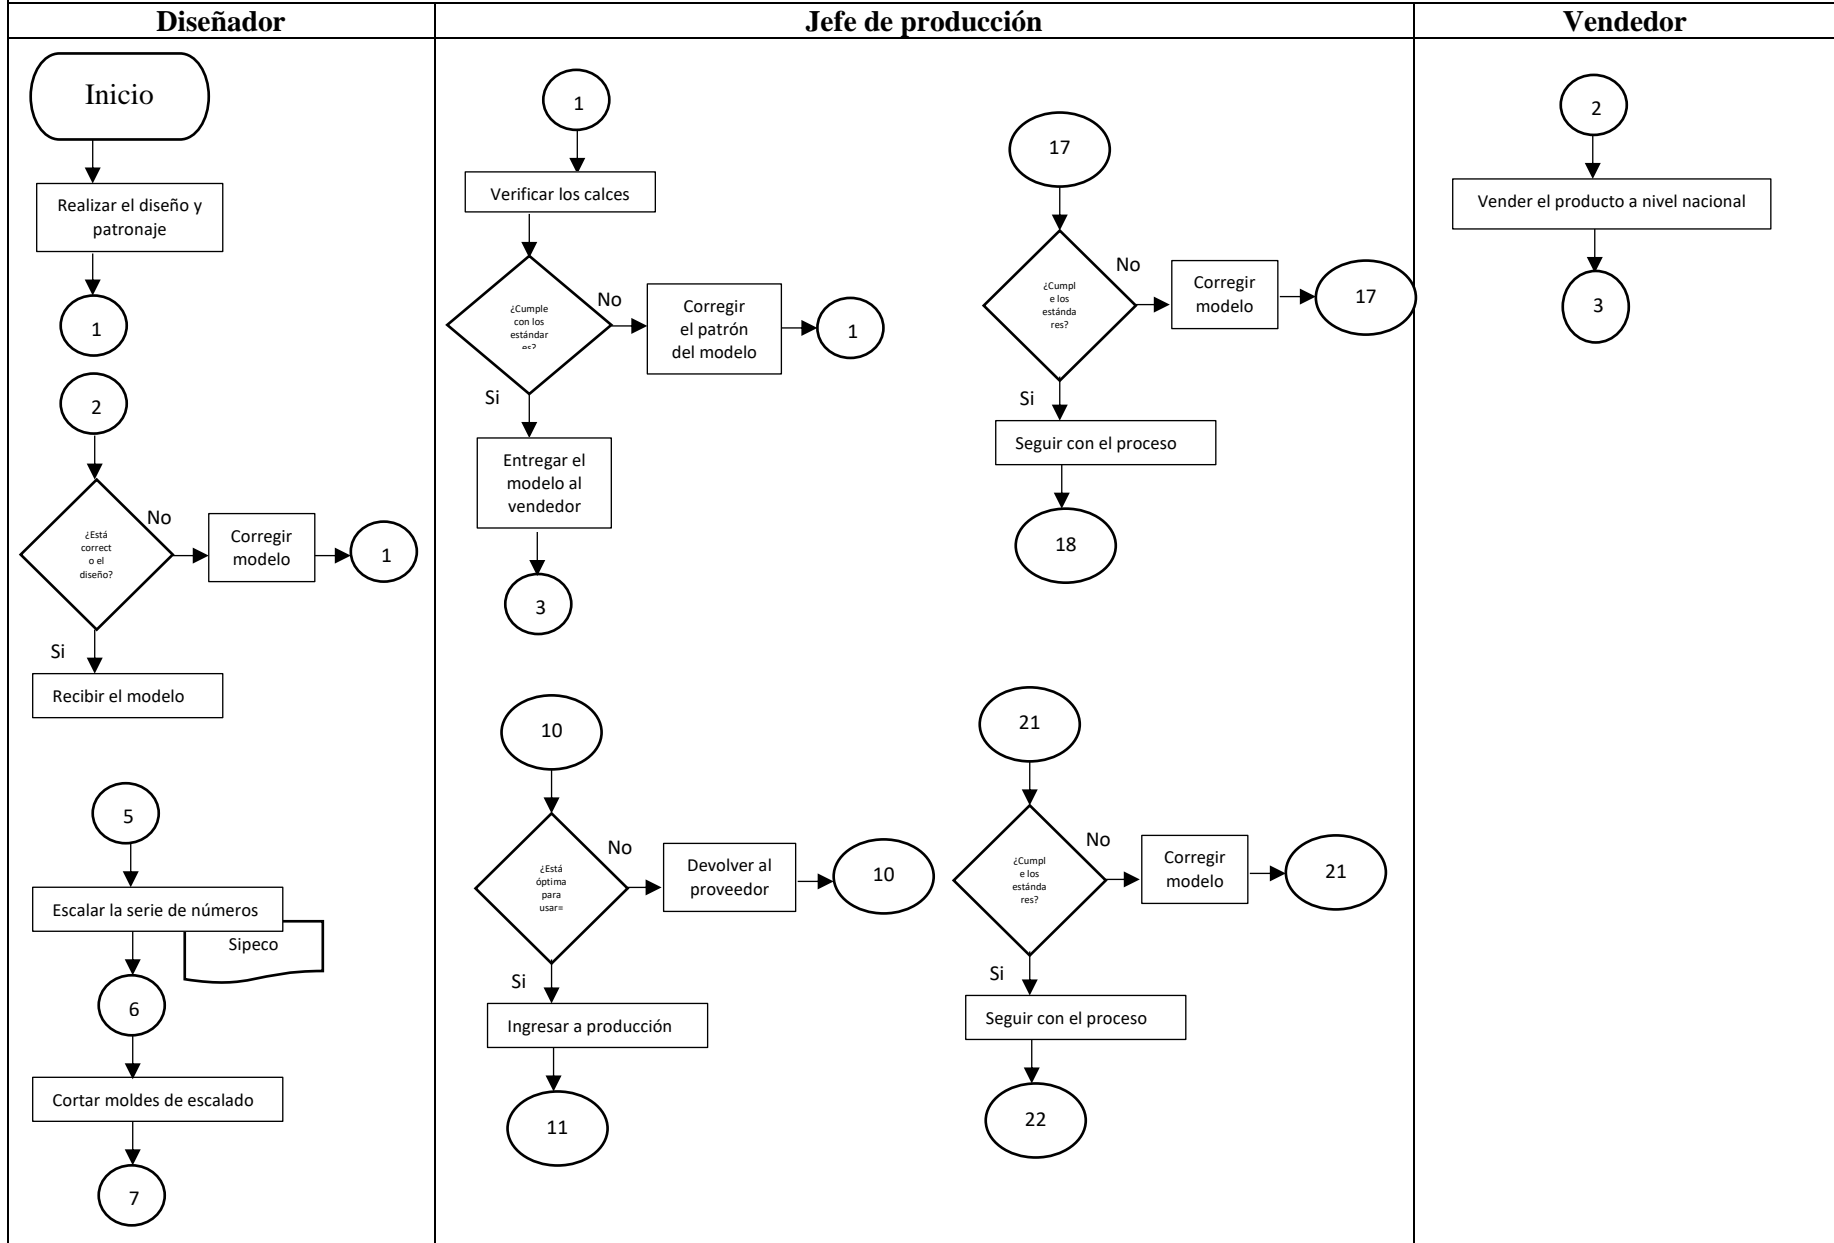 Diseñador
Inicio
Realizar el diseño y
patronaje
1
2
¿Está
correct
o el
diseño?
No
Corregir
modelo
1
Si
Recibir el modelo
5
Escalar la serie de números
Sipeco
6
Cortar moldes de escalado
7
Jefe de producción
1
Verificar los calces
¿Cumple
con los
estándar
es?
No
Corregir
el patrón
del modelo
1
Si
Entregar el
modelo al
vendedor
3
17
¿Cumpl
e los
estánda
res?
No
Corregir
modelo
17
Si
Seguir con el proceso
18
10
¿Está
óptima
para
usar=
No
Devolver al
proveedor
10
Si
Ingresar a producción
11
21
¿Cumpl
e los
estánda
res?
No
Corregir
modelo
21
Si
Seguir con el proceso
22
Vendedor
2
Vender el producto a nivel nacional
3